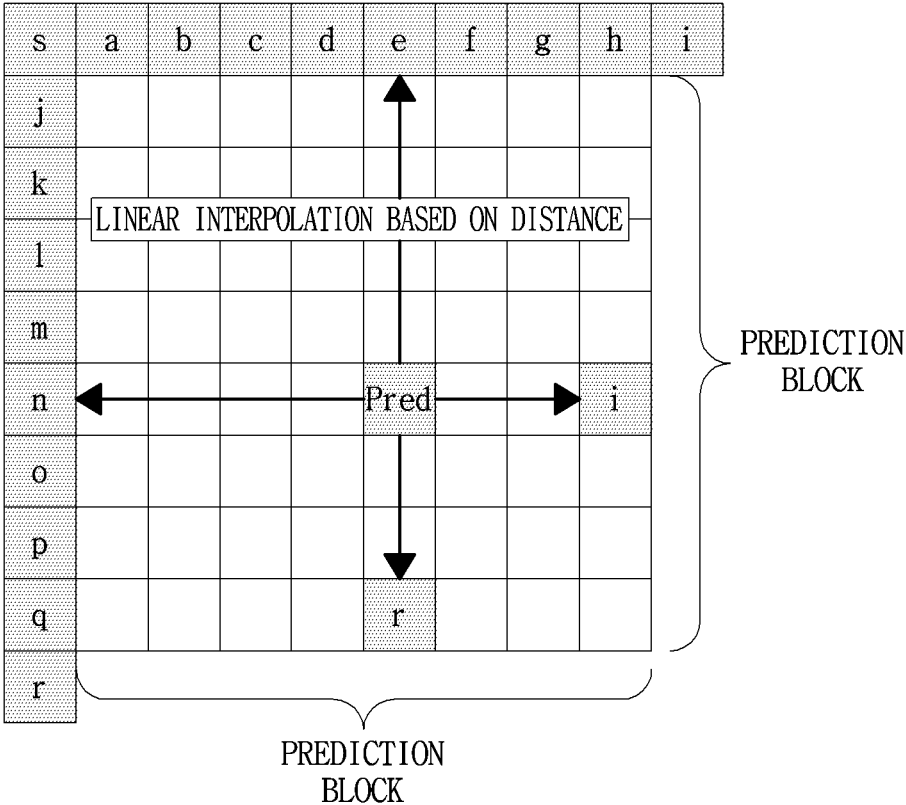 s a b c d e f g h i
j
k
LINEAR INTERPOLATION BASED ON DISTANCE
l
m
PREDICTION
BLOCK
n Pred i
o
p
q r
r
PREDICTION
BLOCK